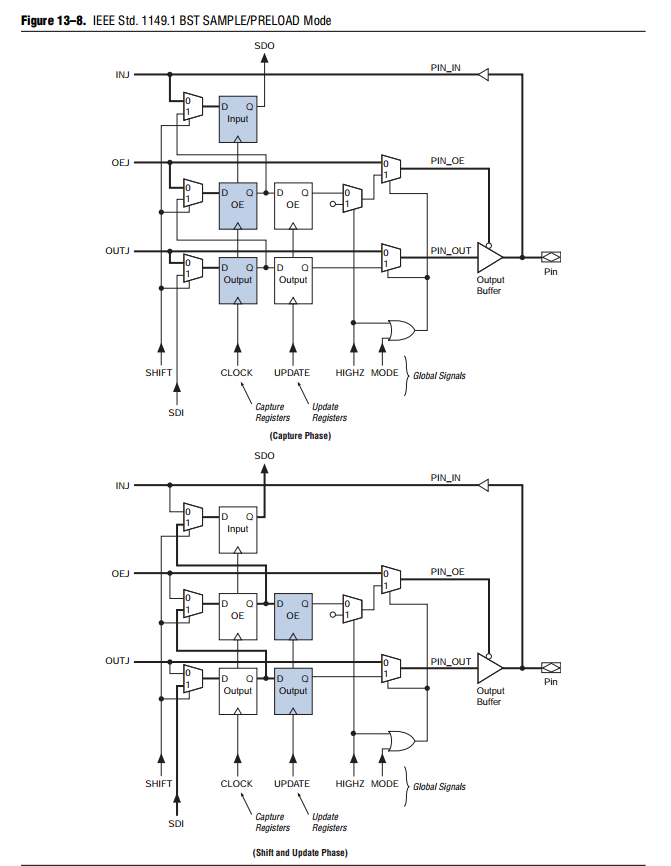 Figure 13–8. IEEE Std. 1149.1 BST SAMPLE/PRELOAD Mode
SDO
INJ
PIN_IN
0
1
D Q
Input
OEJ
PIN_OE
0
1
0
1
D Q
OE
D Q
OE
0
1
OUTJ
PIN_OUT
0
1
0
1
D Q
Output
D Q
Output
Pin
Output
Buffer
SHIFT
CLOCK
UPDATE
HIGHZ
MODE
Global Signals
SDI
Capture
Registers
Update
Registers
(Capture Phase)
SDO
INJ
PIN_IN
0
1
D Q
Input
OEJ
PIN_OE
0
1
0
1
D Q
OE
D Q
OE
0
1
OUTJ
PIN_OUT
0
1
0
1
D Q
Output
D Q
Output
Pin
Output
Buffer
SHIFT
CLOCK
UPDATE
HIGHZ
MODE
Global Signals
SDI
Capture
Registers
Update
Registers
(Shift and Update Phase)